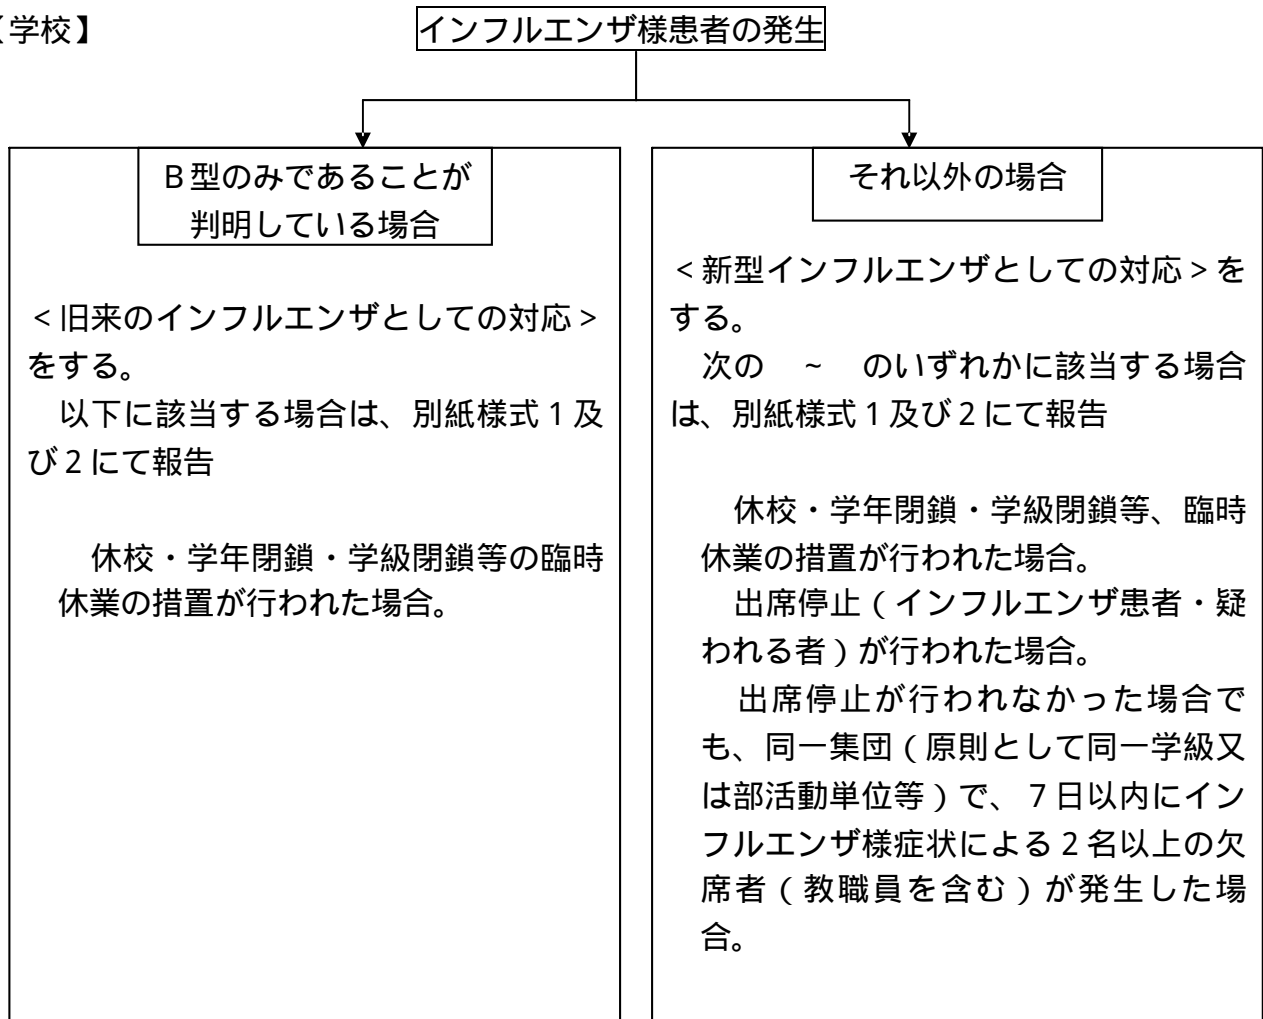 【学校】
インフルエンザ様患者の発生
B型のみであることが
判明している場合
<旧来のインフルエンザとしての対応>
をする。
以下に該当する場合は、別紙様式1及
び2にて報告
休校・学年閉鎖・学級閉鎖等の臨時
休業の措置が行われた場合。
それ以外の場合
<新型インフルエンザとしての対応>を
する。
次の　~　のいずれかに該当する場合
は、別紙様式1及び2にて報告
休校・学年閉鎖・学級閉鎖等、臨時
休業の措置が行われた場合。
出席停止(インフルエンザ患者・疑
われる者)が行われた場合。
出席停止が行われなかった場合で
も、同一集団(原則として同一学級又
は部活動単位等)で、7日以内にイン
フルエンザ様症状による2名以上の欠
席者(教職員を含む)が発生した場
合。